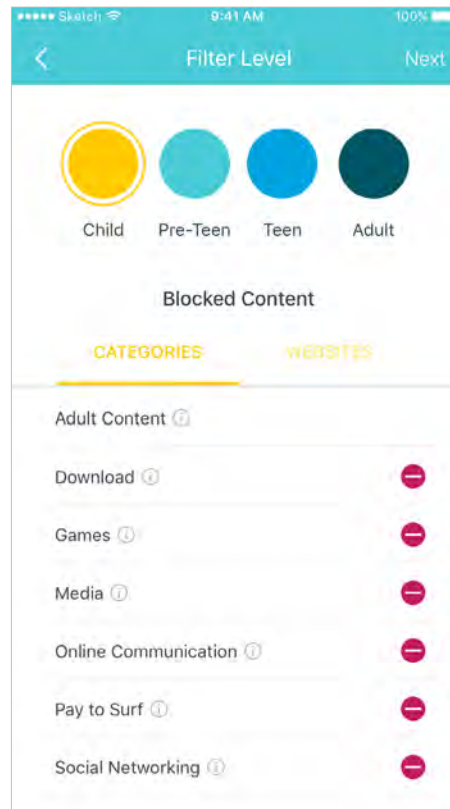 Sketch 9:41 AM 100%
Filter Level Next
Child Pre-Teen Teen Adult
Blocked Content
CATEGORIES WEBSITES
Adult Content
Download
Games
Media
Online Communication
Pay to Surf
Social Networking